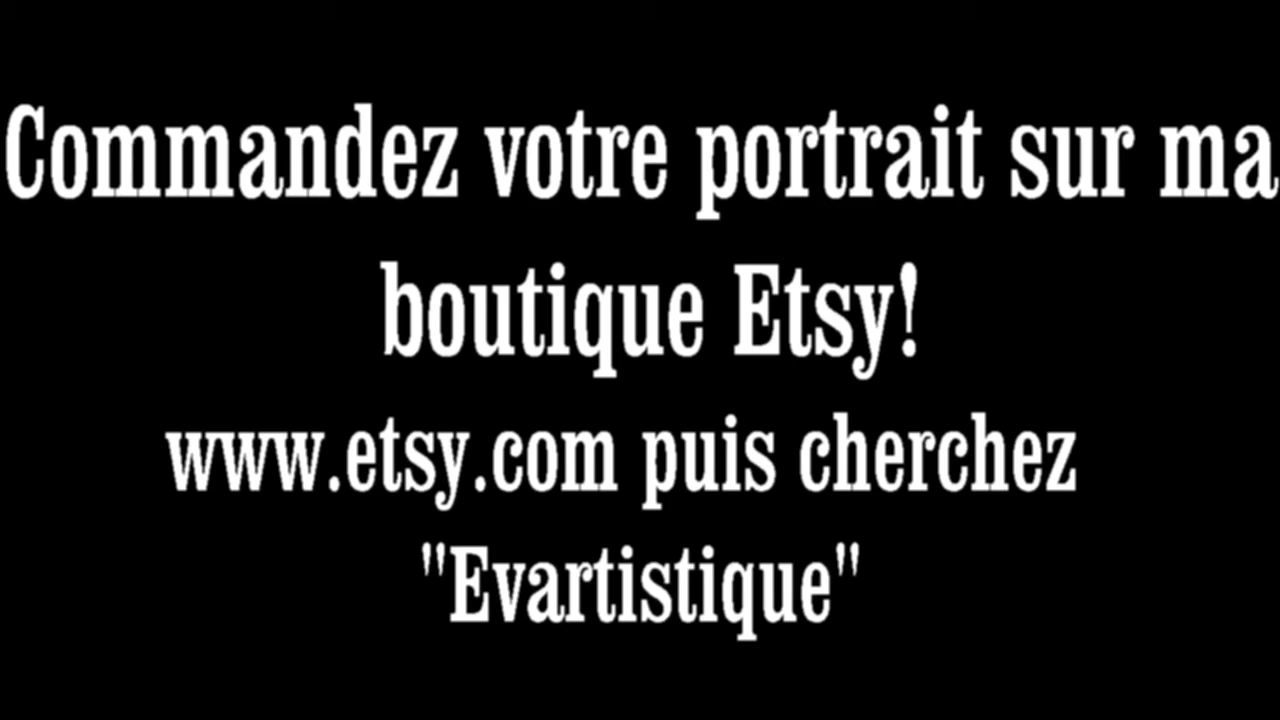 Commandez votre portrait sur ma
boutique Etsy!
www.etsy.com puis cherchez
"Evartistique"